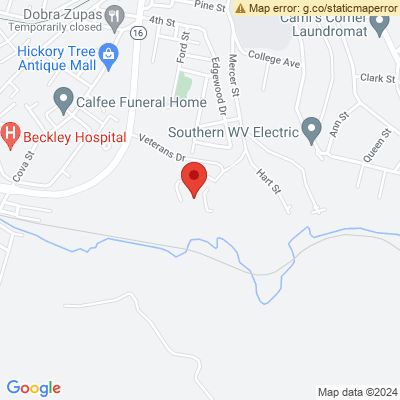 Pine St
Cam's Corner
Laundromat
Map error: g.co/staticmaperror
Dobra Zupas
Temporarily closed
4th St
16
Ford St
Mercer St
College Ave
Hickory Tree
Antique Mall
Edgewood Dr
Clark St
Calfee Funeral Home
Ann St
Southern WV Electric
H
Beckley Hospital
Veterans Dr
Queen St
Cova St
Hart St
Google
Map data ©2024